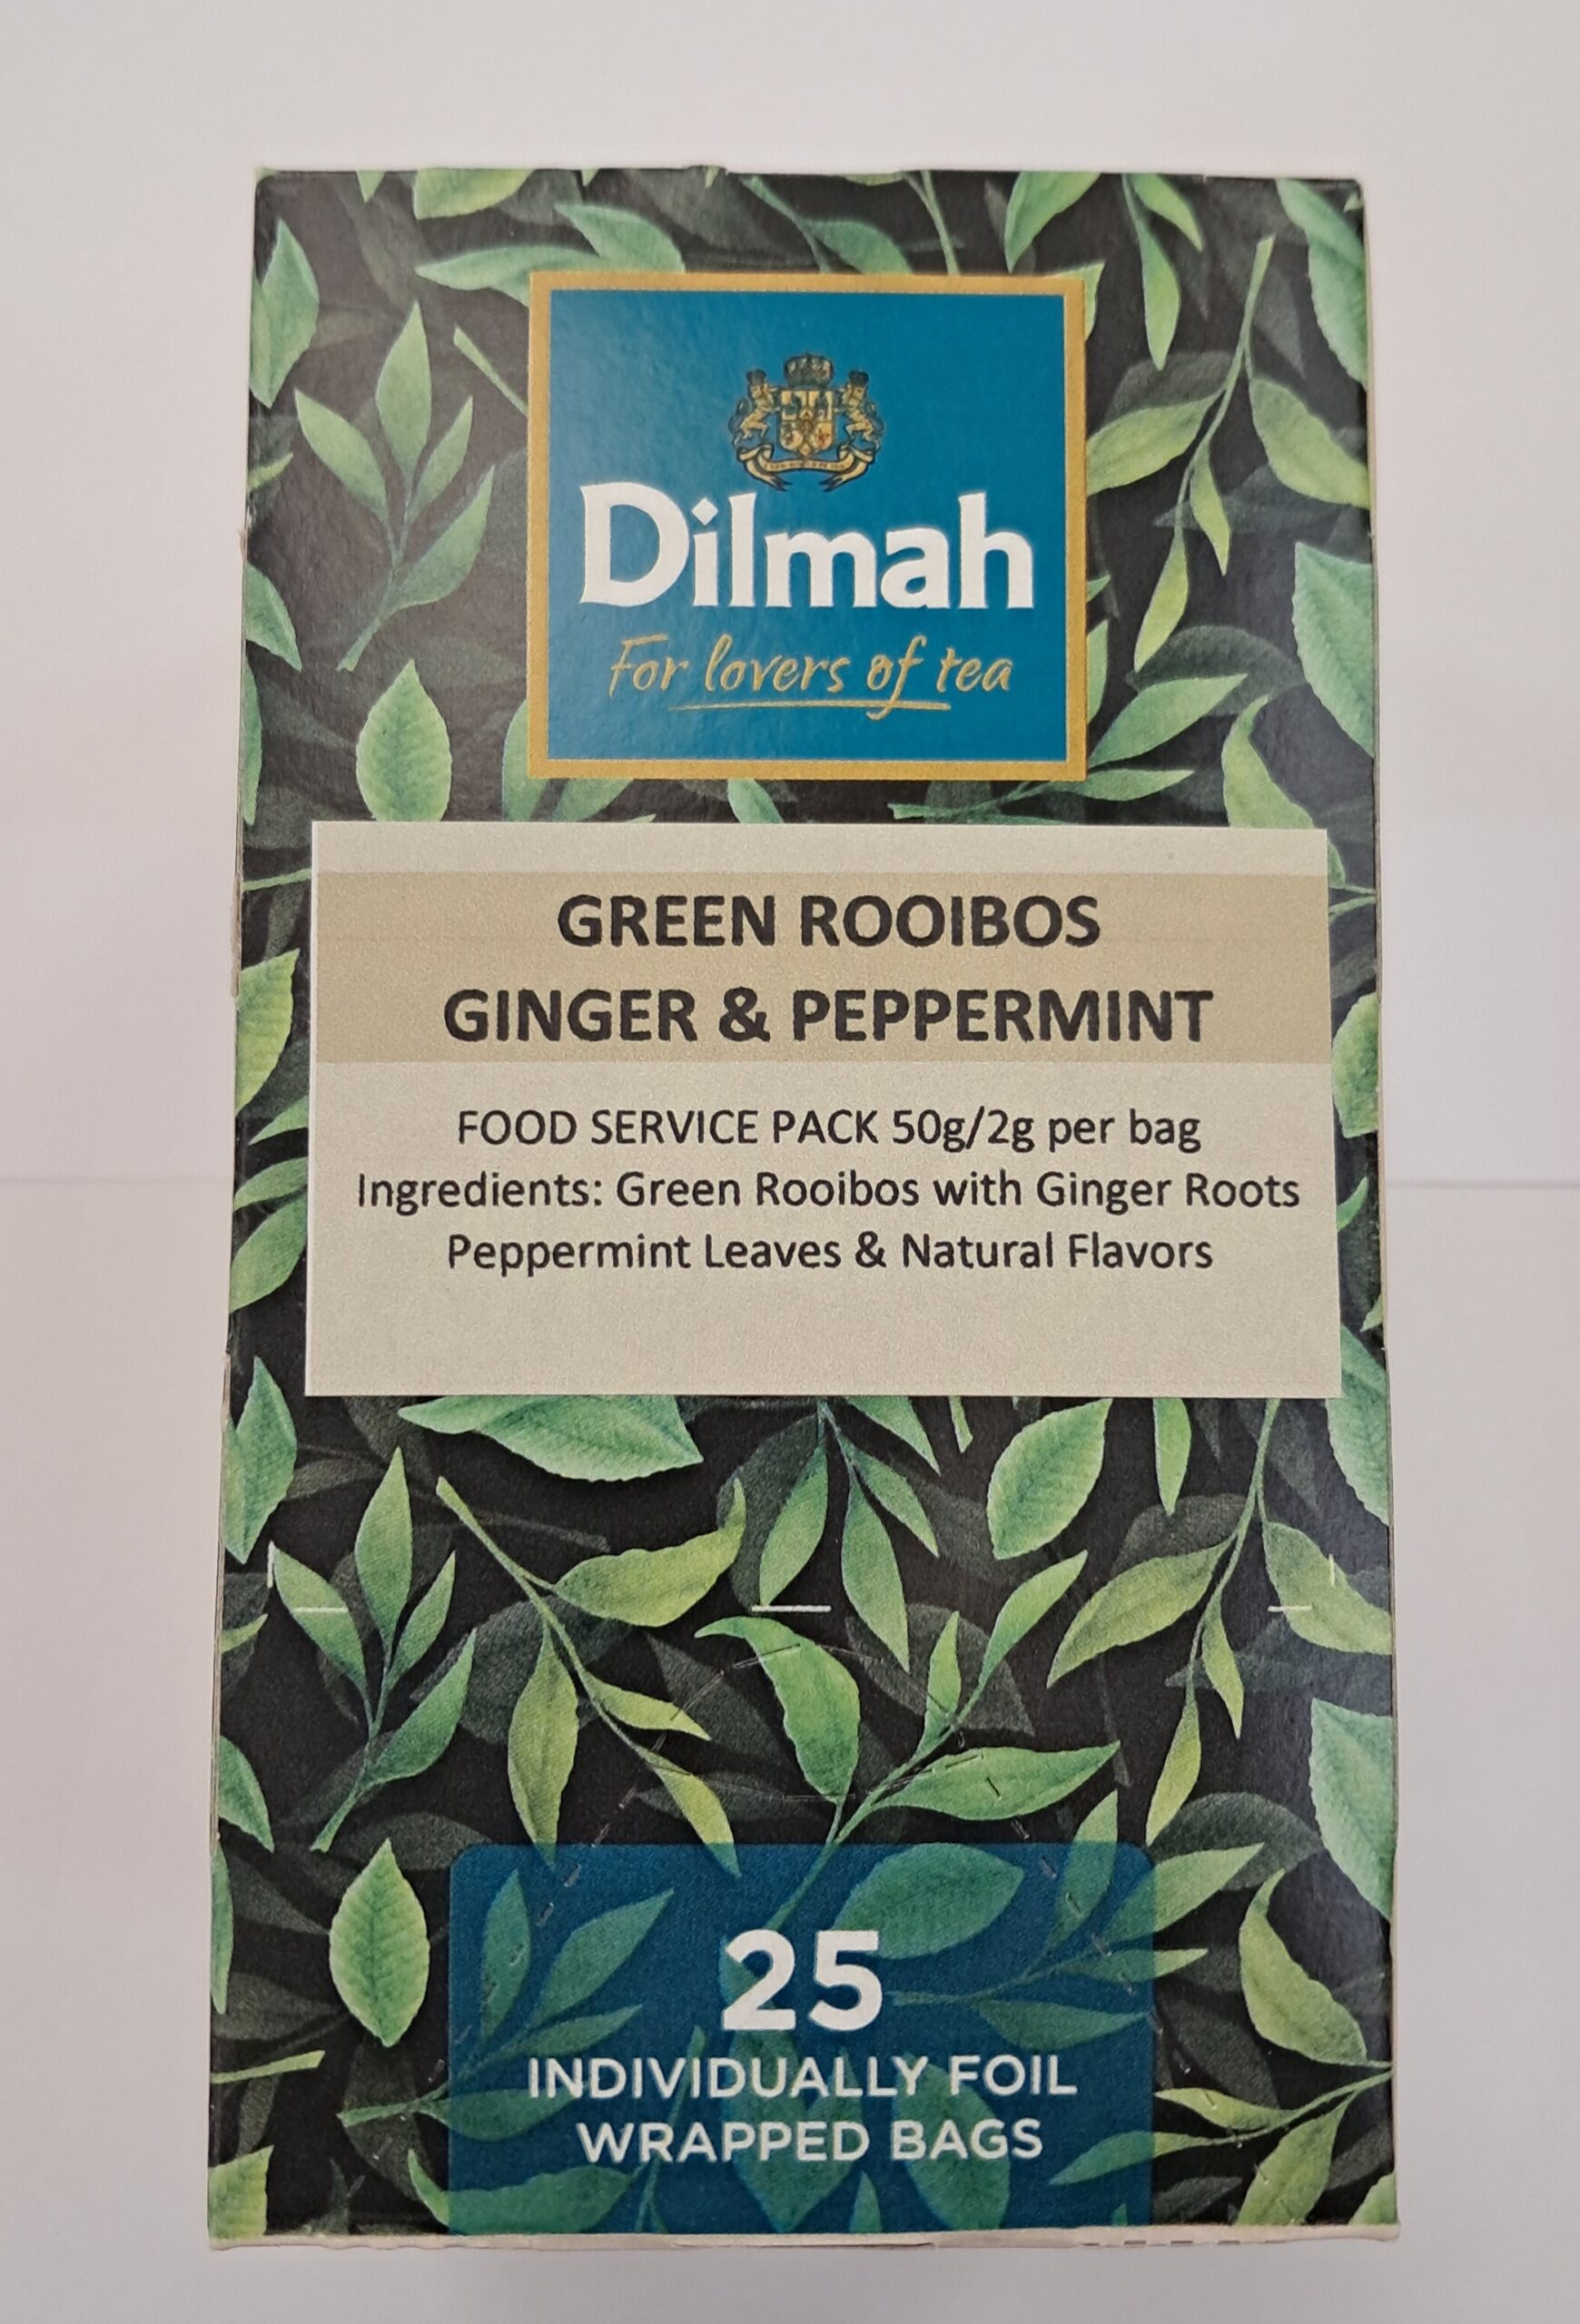 Dilmah
For lovers of tea
GREEN ROOIBOS
GINGER & PEPPERMINT
FOOD SERVICE PACK 50g/2g per bag
Ingredients: Green Rooibos with Ginger Roots
Peppermint Leaves & Natural Flavors
25
INDIVIDUALLY FOIL
WRAPPED BAGS